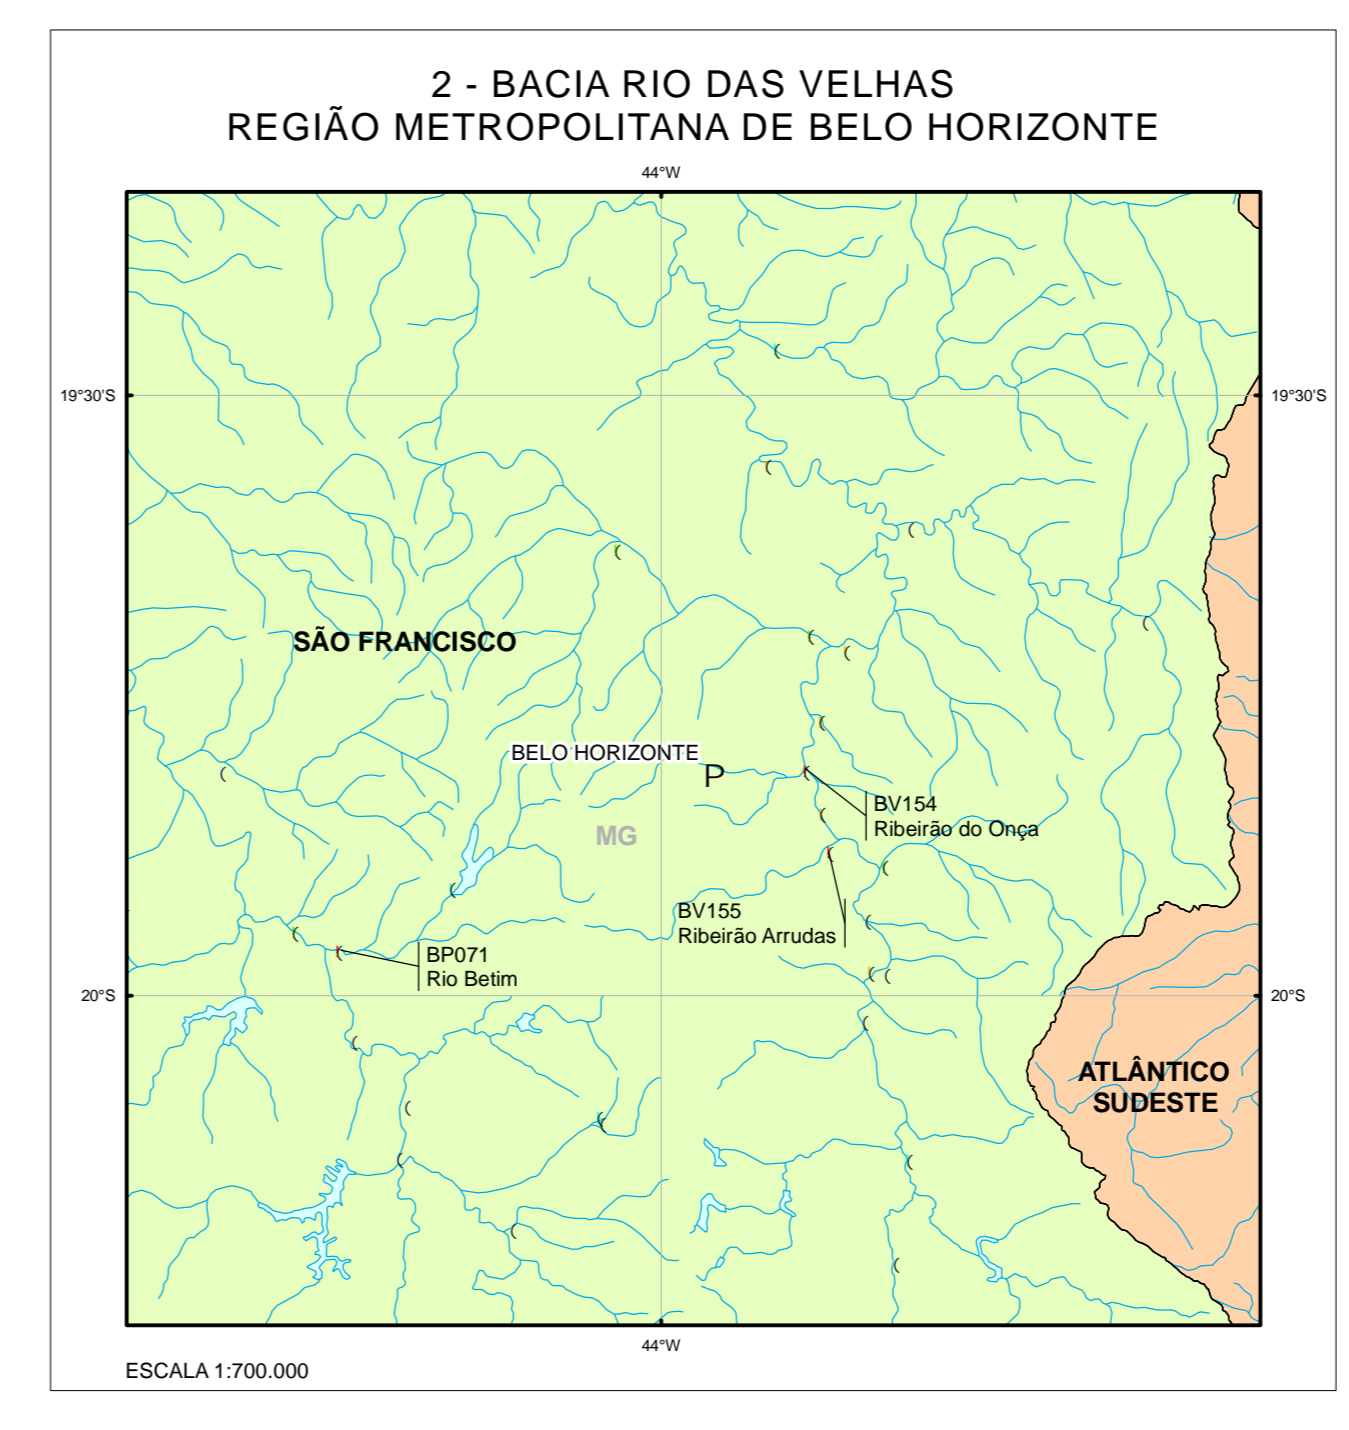 2 - BACIA RIO DAS VELHAS
REGIÃO METROPOLITANA DE BELO HORIZONTE
44°W
19°30'S
19°30'S
SÃO FRANCISCO
BELO HORIZONTE
P
BV154
Ribeirão do Onça
MG
BV155
Ribeirão Arrudas
BP071
Rio Betim
20°S
20°S
ATLÂNTICO
SUDESTE
44°W
ESCALA 1:700.000